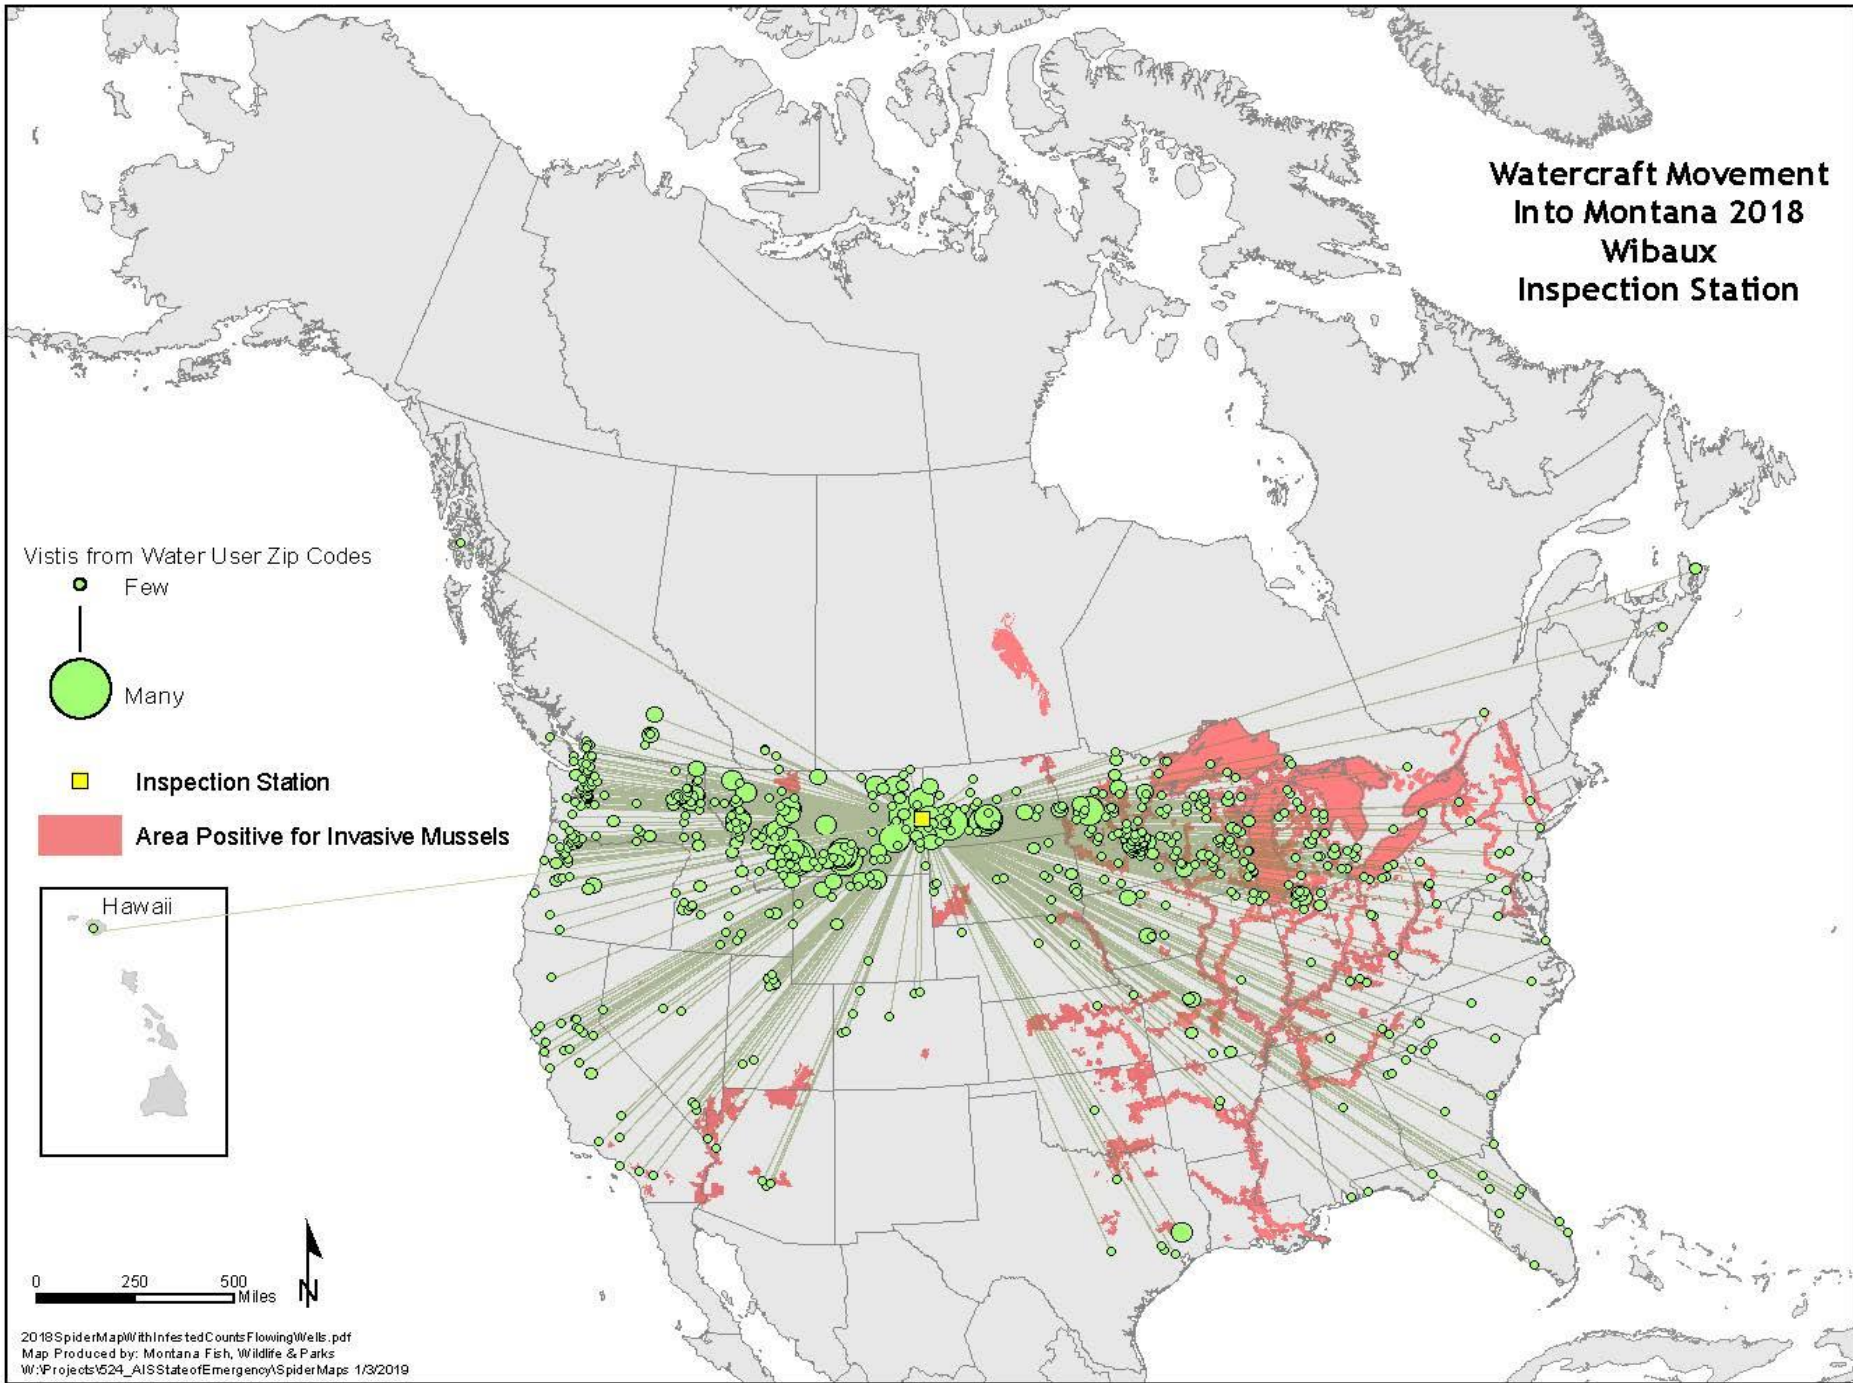 Watercraft Movement
Into Montana 2018
Wibaux
Inspection Station
Vistis from Water User Zip Codes
Few
Many
Inspection Station
Area Positive for Invasive Mussels
Hawaii
0 250 500
Miles
N
2018SpiderMapWithInfestedCountsFlowingWells.pdf
Map Produced by: Montana Fish, Wildlife & Parks
W:\Projects\524_AISStateofEmergency\SpiderMaps 1/3/2019